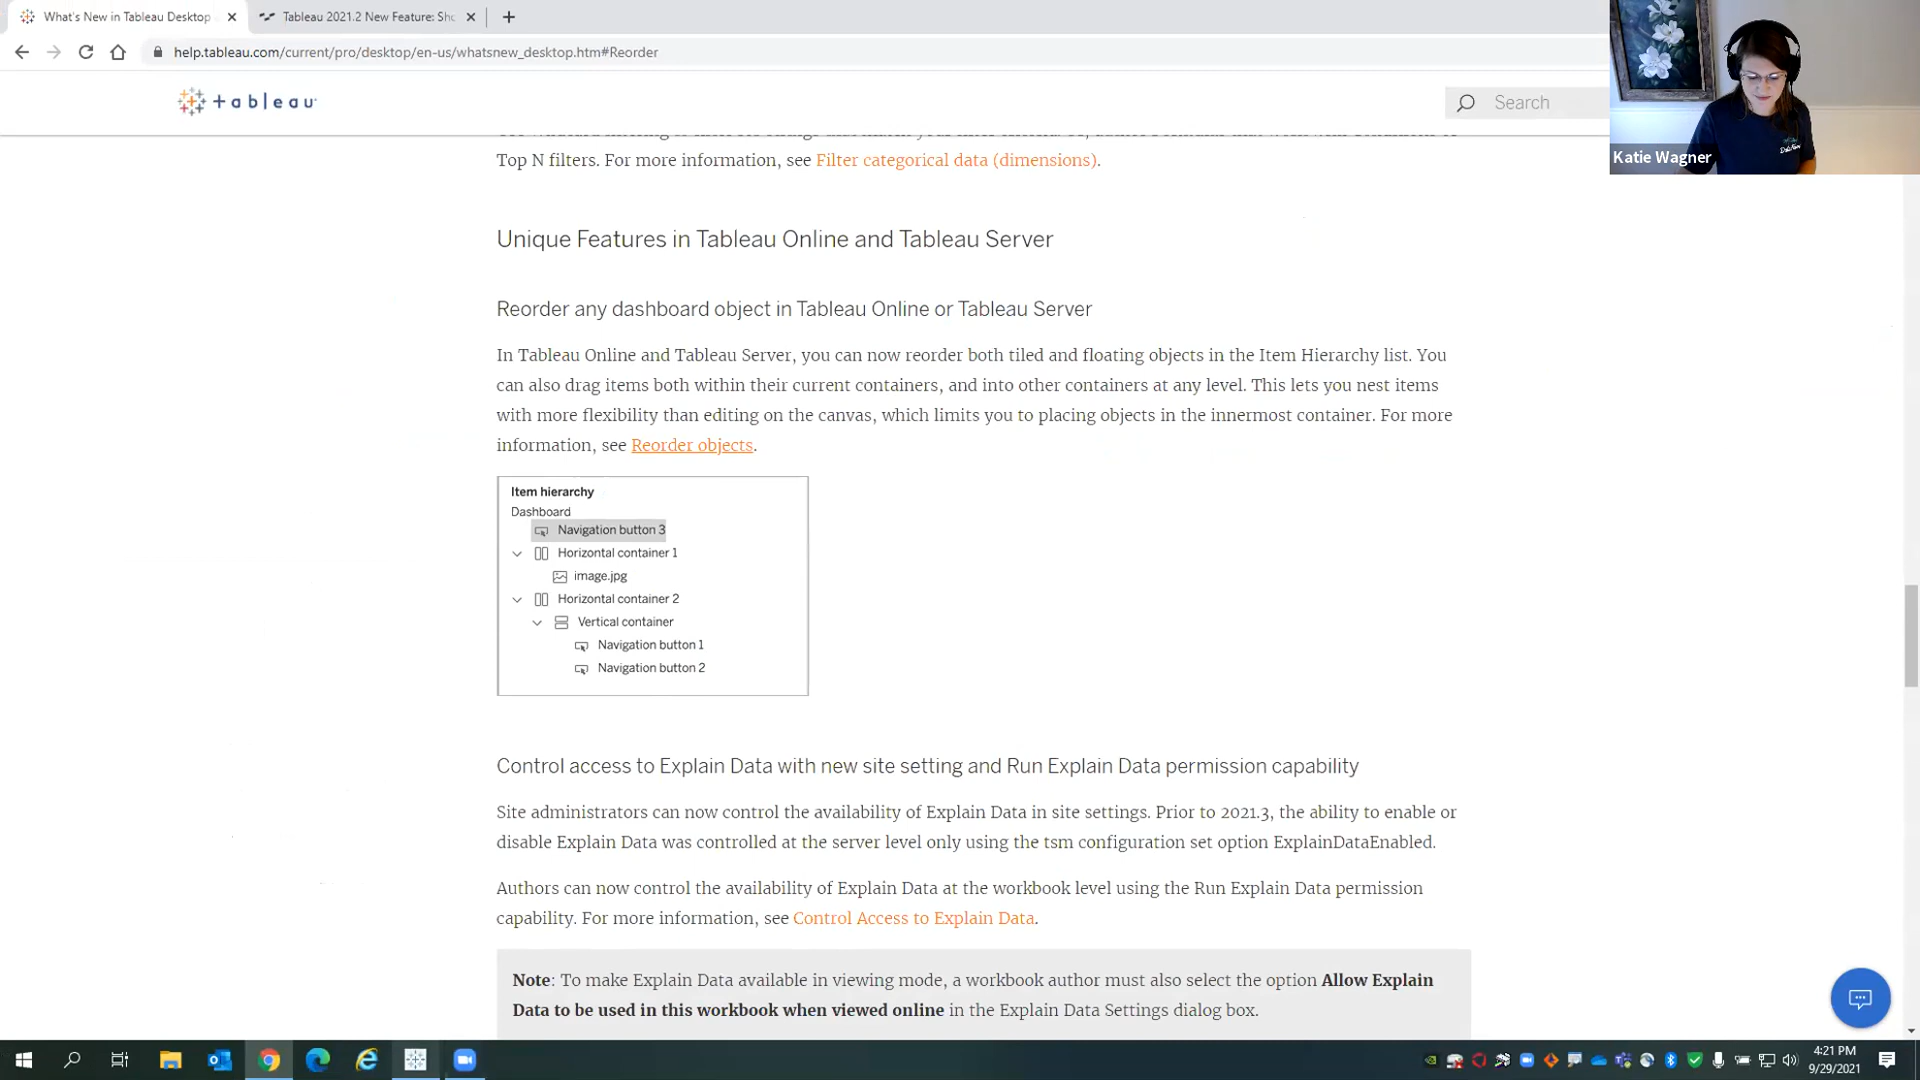 What's New in Tableau Desktop
Tableau 2021.2 New Feature: Sh
help.tableau.com/current/pro/desktop/en-us/whatsnew_desktop.htm#Reorder
+ableau
Search
Katie Wagner
Top N filters. For more information, see Filter categorical data (dimensions).
Unique Features in Tableau Online and Tableau Server
Reorder any dashboard object in Tableau Online or Tableau Server
In Tableau Online and Tableau Server, you can now reorder both tiled and floating objects in the Item Hierarchy list. You
can also drag items both within their current containers, and into other containers at any level. This lets you nest items
with more flexibility than editing on the canvas, which limits you to placing objects in the innermost container. For more
information, see Reorder objects.
Item hierarchy
Dashboard
Navigation button 3
Horizontal container 1
image.jpg
Horizontal container 2
Vertical container
Navigation button 1
Navigation button 2
Control access to Explain Data with new site setting and Run Explain Data permission capability
Site administrators can now control the availability of Explain Data in site settings. Prior to 2021.3, the ability to enable or
disable Explain Data was controlled at the server level only using the tsm configuration set option ExplainDataEnabled.
Authors can now control the availability of Explain Data at the workbook level using the Run Explain Data permission
capability. For more information, see Control Access to Explain Data.
Note: To make Explain Data available in viewing mode, a workbook author must also select the option Allow Explain
Data to be used in this workbook when viewed online in the Explain Data Settings dialog box.
4:21 PM
9/29/2021